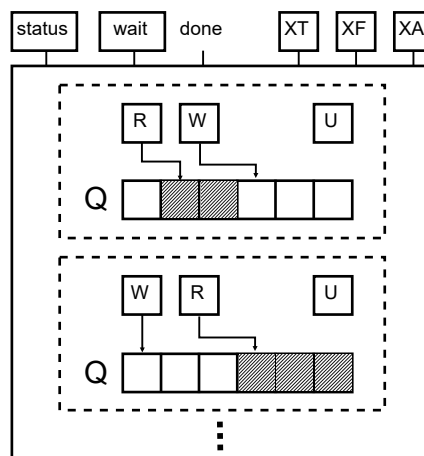 status wait done XT XF XA
R W U
Q
W R U
Q